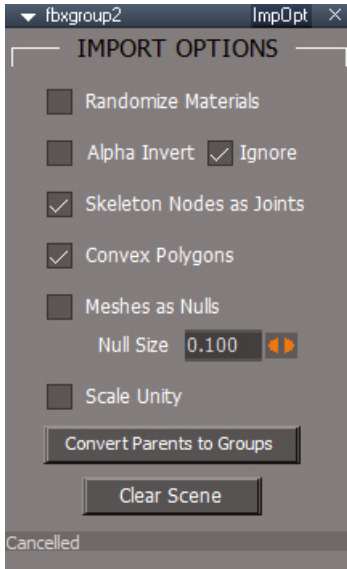 fbxgroup2 ImpOpt
IMPORT OPTIONS
Randomize Materials
Alpha Invert Ignore
Skeleton Nodes as Joints
Convex Polygons
Meshes as Nulls
Null Size 0.100
Scale Unity
Convert Parents to Groups
Clear Scene
Cancelled